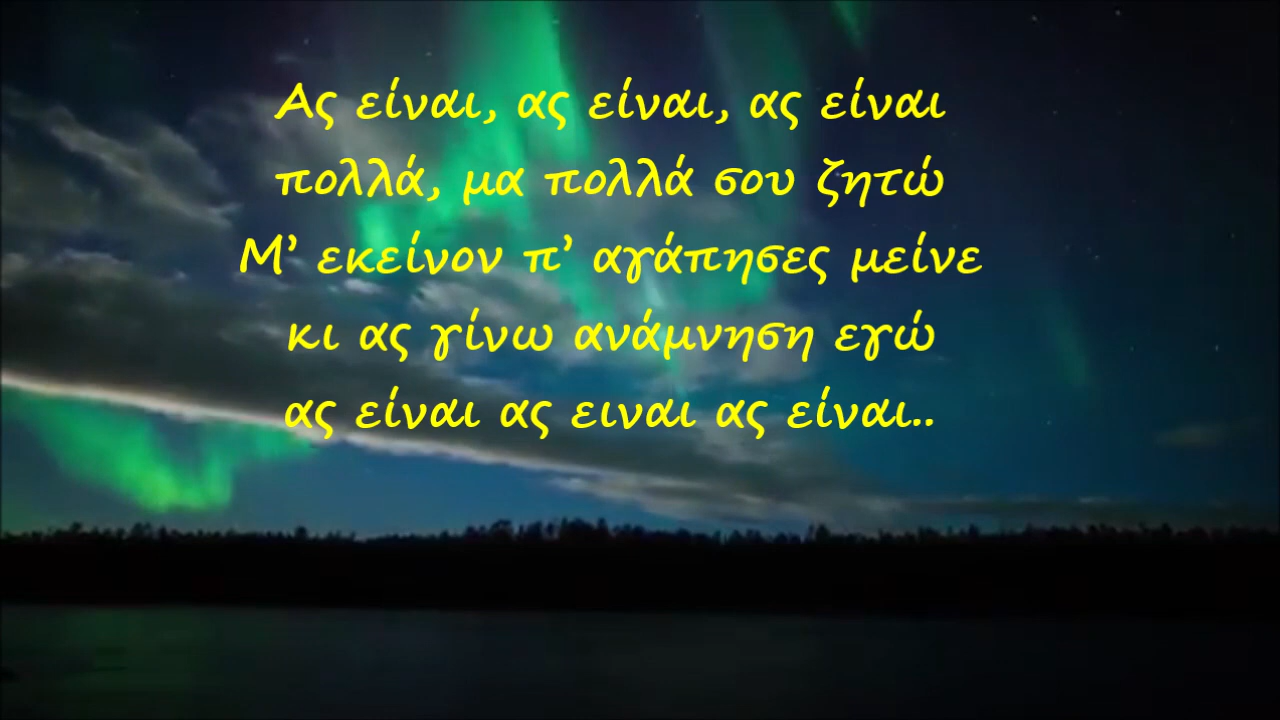 Ας είναι, ας είναι, ας είναι
πολλά, μα πολλά σου ζητώ
Μ’ εκείνον π’ αγάπησες μείνε
κι ας γίνω ανάμνηση εγώ
ας είναι ας ειναι ας είναι..